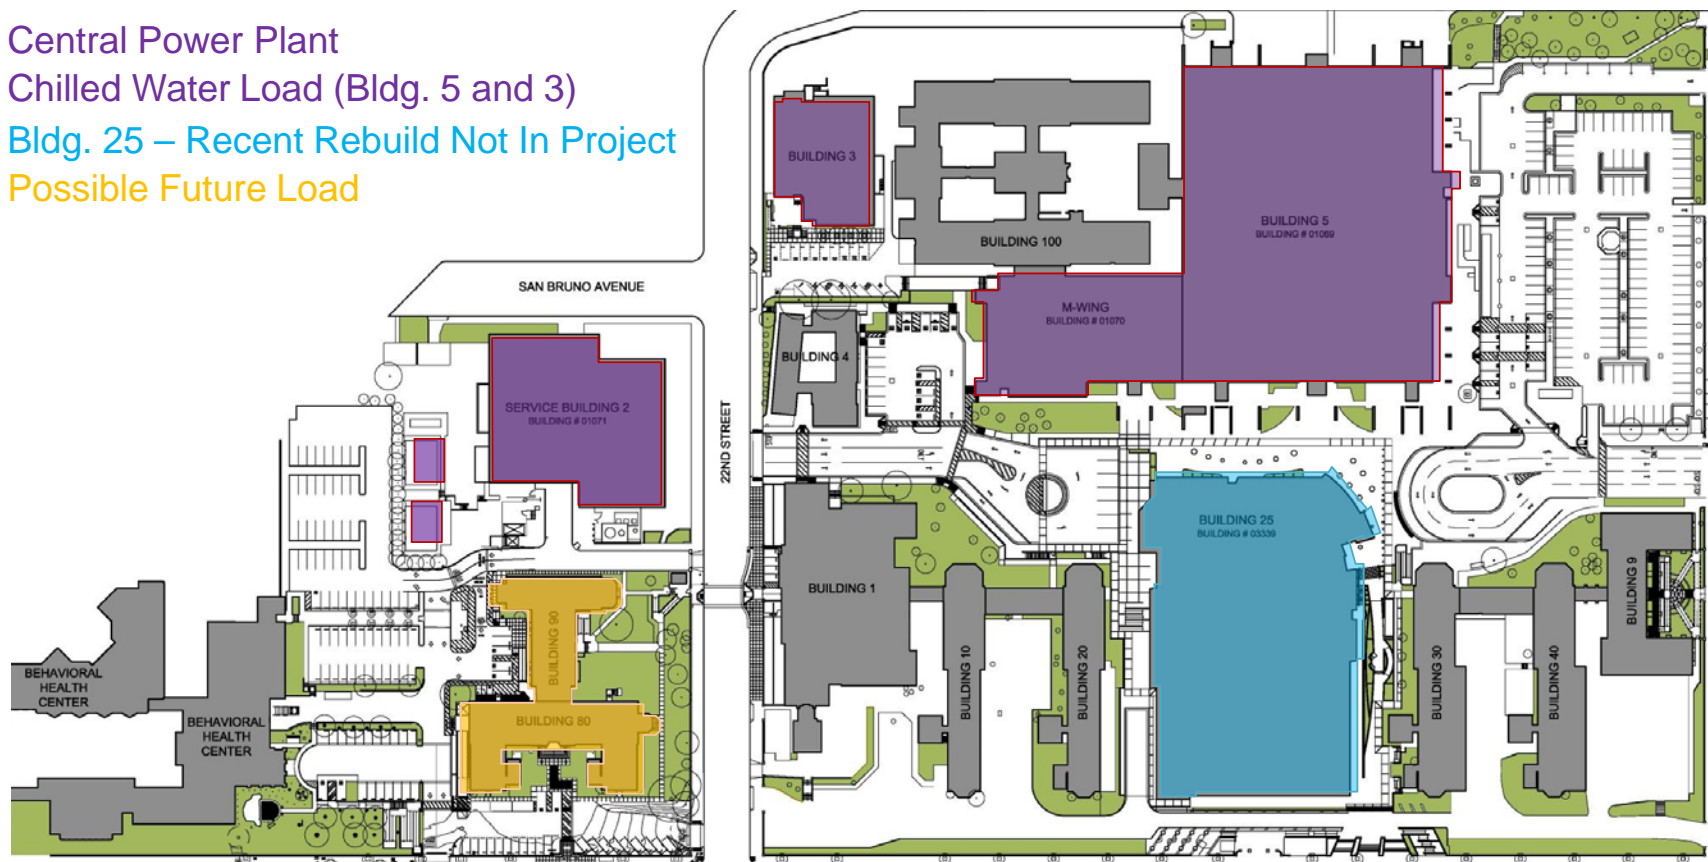 Central Power Plant
Chilled Water Load (Bldg. 5 and 3)
Bldg. 25 – Recent Rebuild Not In Project
Possible Future Load
BUILDING 3
BUILDING 100
BUILDING 5
BUILDING # 01069
SAN BRUNO AVENUE
M-WING
BUILDING # 01070
BUILDING 4
SERVICE BUILDING 2
BUILDING # 01071
22ND STREET
BUILDING 25
BUILDING # 03339
BUILDING 1
BUILDING 9
BUILDING 90
BUILDING 10
BUILDING 20
BUILDING 30
BUILDING 40
BEHAVIORAL
HEALTH
CENTER
BUILDING 80
BEHAVIORAL
HEALTH
CENTER